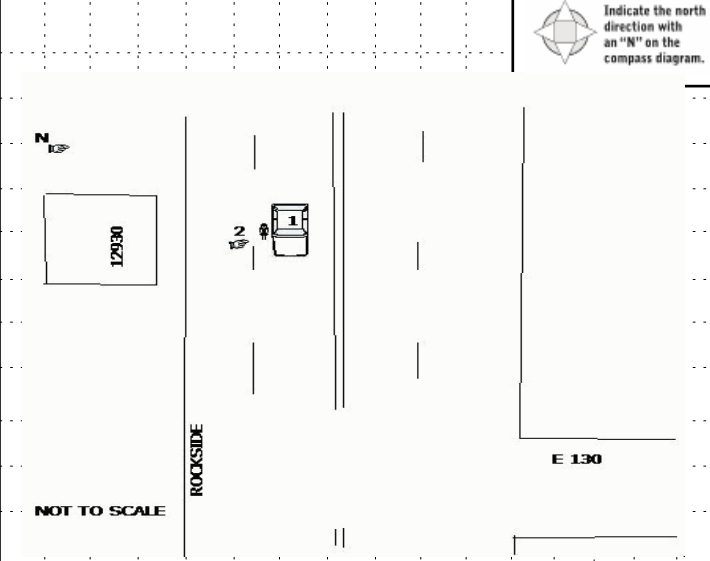 Indicate the north
direction with
an “N” on the
compass diagram.
N
1
2
12930
ROCKSIDE
E 130
NOT TO SCALE